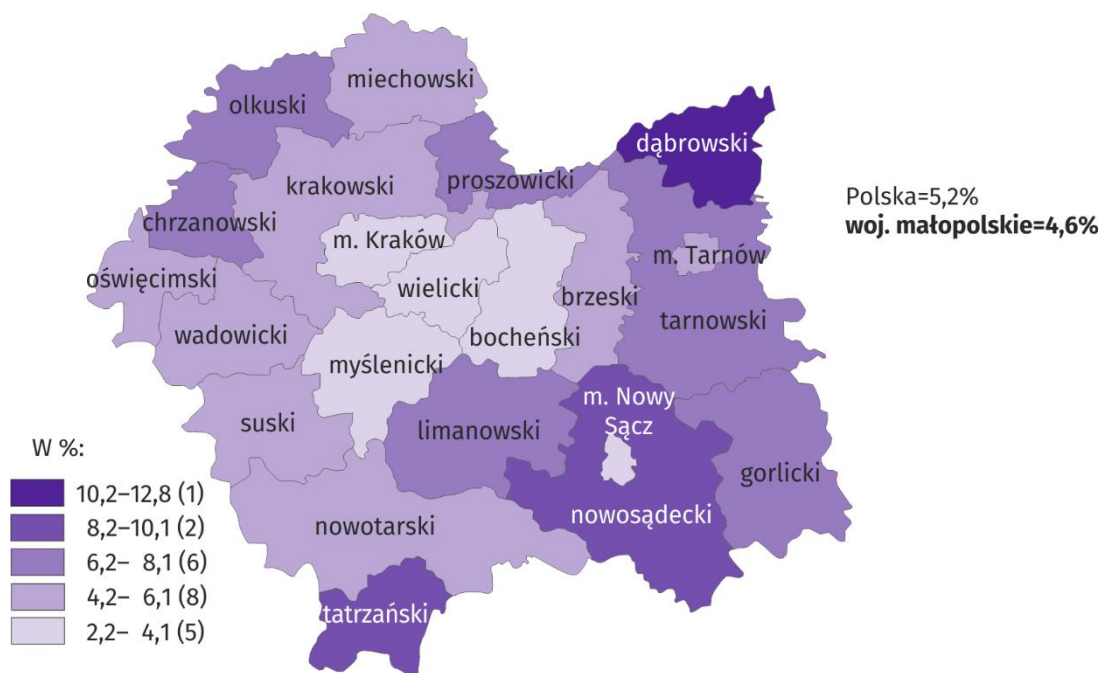 miechowski
olkuski
dąbrowski
krakowski
proszowicki
chrzanowski
Polska=5,2%
woj. małopolskie=4,6%
m. Kraków
m. Tarnów
oświęcimski
wielicki
brzeski
wadowicki
bocheński
tarnowski
myślenicki
m. Nowy
Sącz
suski
limanowski
gorlicki
nowosądecki
nowotarski
tatrzański
W %:
10,2–12,8 (1)
8,2–10,1 (2)
6,2– 8,1 (6)
4,2– 6,1 (8)
2,2– 4,1 (5)